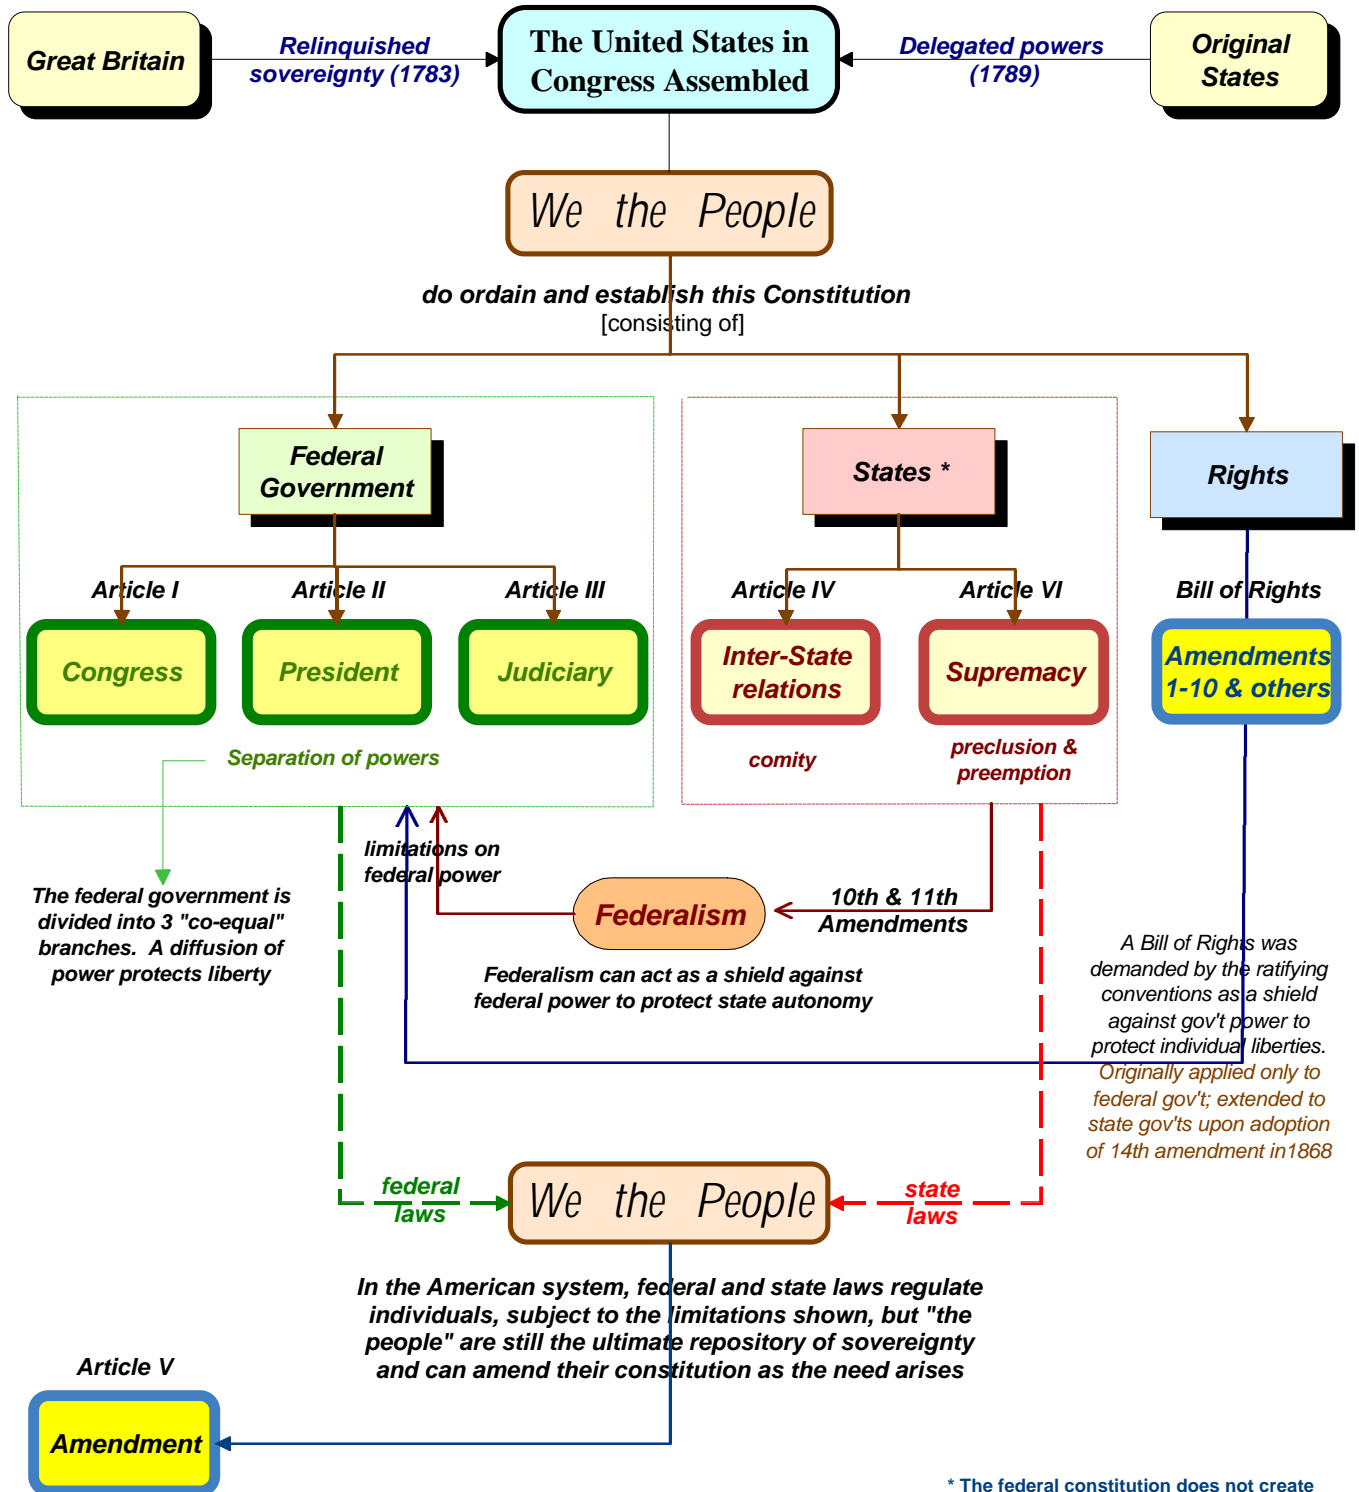 Great Britain
Relinquished
sovereignty (1783)
The United States in
Congress Assembled
Delegated powers
(1789)
Original
States
We the People
do ordain and establish this Constitution
[consisting of]
Federal
Government
States *
Rights
Article I
Article II
Article III
Article IV
Article VI
Bill of Rights
Congress
President
Judiciary
Inter-State
relations
Supremacy
Amendments
1-10 & others
Separation of powers
comity
preclusion &
preemption
limitations on
federal power
The federal government is
divided into 3 "co-equal"
branches. A diffusion of
power protects liberty
Federalism
10th & 11th
Amendments
Federalism can act as a shield against
federal power to protect state autonomy
A Bill of Rights was
demanded by the ratifying
conventions as a shield
against gov't power to
protect individual liberties.
Originally applied only to
federal gov't; extended to
state gov'ts upon adoption
of 14th amendment in1868
federal
laws
We the People
state
laws
In the American system, federal and state laws regulate
individuals, subject to the limitations shown, but "the
people" are still the ultimate repository of sovereignty
and can amend their constitution as the need arises
Article V
Amendment
* The federal constitution does not create